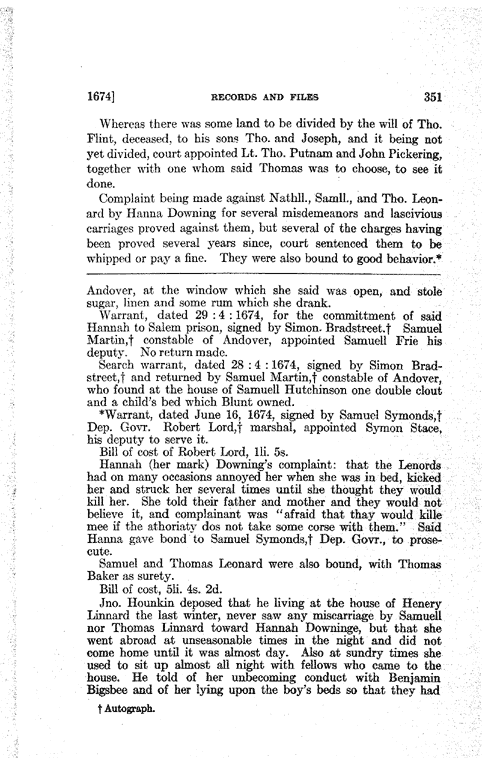 1674] RECORDS AND FILES 351
Whereas there was some land to be divided by the will of Tho.
Flint, deceased, to his sons Tho. and Joseph, and it being not
yet divided, court appointed Lt. Tho. Putnam and John Pickering,
together with one whom said Thomas was to choose, to see it
done.
Complaint being made against Nathll., Samll., and Tho. Leon-
ard by Hanna Downing for several misdemeanors and lascivious
carriages proved against them, but several of the charges having
been proved several years since, court sentenced them to be
whipped or pay a fine. They were also bound to good behavior.*
Andover, at the window which she said was open, and stole
sugar, linen and some rum which she drank.
Warrant, dated 29 : 4 : 1674, for the committment of said
Hannah to Salem prison, signed by Simon. Bradstreet.† Samuel
Martin,† constable of Andover, appointed Samuell Frie his
deputy. No return made.
Search warrant, dated 28 : 4 : 1674, signed by Simon Brad-
street,† and returned by Samuel Martin,† constable of Andover,
who found at the house of Samuell Hutchinson one double clout
and a child's bed which Blunt owned.
*Warrant, dated June 16, 1674, signed by Samuel Symonds,†
Dep. Govr. Robert Lord,† marshal, appointed Symon Stace,
his deputy to serve it.
Bill of cost of Robert Lord, 1li. 5s.
Hannah (her mark) Downing's complaint: that the Lenords
had on many occasions annoyed her when she was in bed, kicked
her and struck her several times until she thought they would
kill her. She told their father and mother and they would not
believe it, and complainant was "afraid that thay would kille
mee if the athoriaty dos not take some corse with them." Said
Hanna gave bond to Samuel Symonds,† Dep. Govr., to prose-
cute.
Samuel and Thomas Leonard were also bound, with Thomas
Baker as surety.
Bill of cost, 5li. 4s. 2d.
Jno. Hounkin deposed that he living at the house of Henery
Linnard the last winter, never saw any miscarriage by Samuell
nor Thomas Linnard toward Hannah Downinge, but that she
went abroad at unseasonable times in the night and did not
come home until it was almost day. Also at sundry times she
used to sit up almost all night with fellows who came to the
house. He told of her unbecoming conduct with Benjamin
Bigsbee and of her lying upon the boy's beds so that they had
† Autograph.